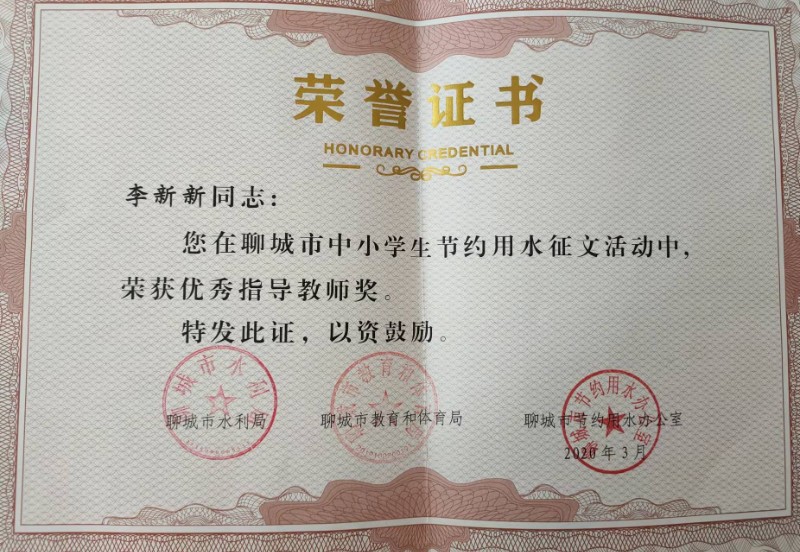 荣誉证书
HONORARY CREDENTIAL
李新新同志：
您在聊城市中小学生节约用水征文活动中，
荣获优秀指导教师奖。
特发此证，以资鼓励。
聊城市水利局 聊城市教育和体育局 聊城市节约用水办公室
2020年3月